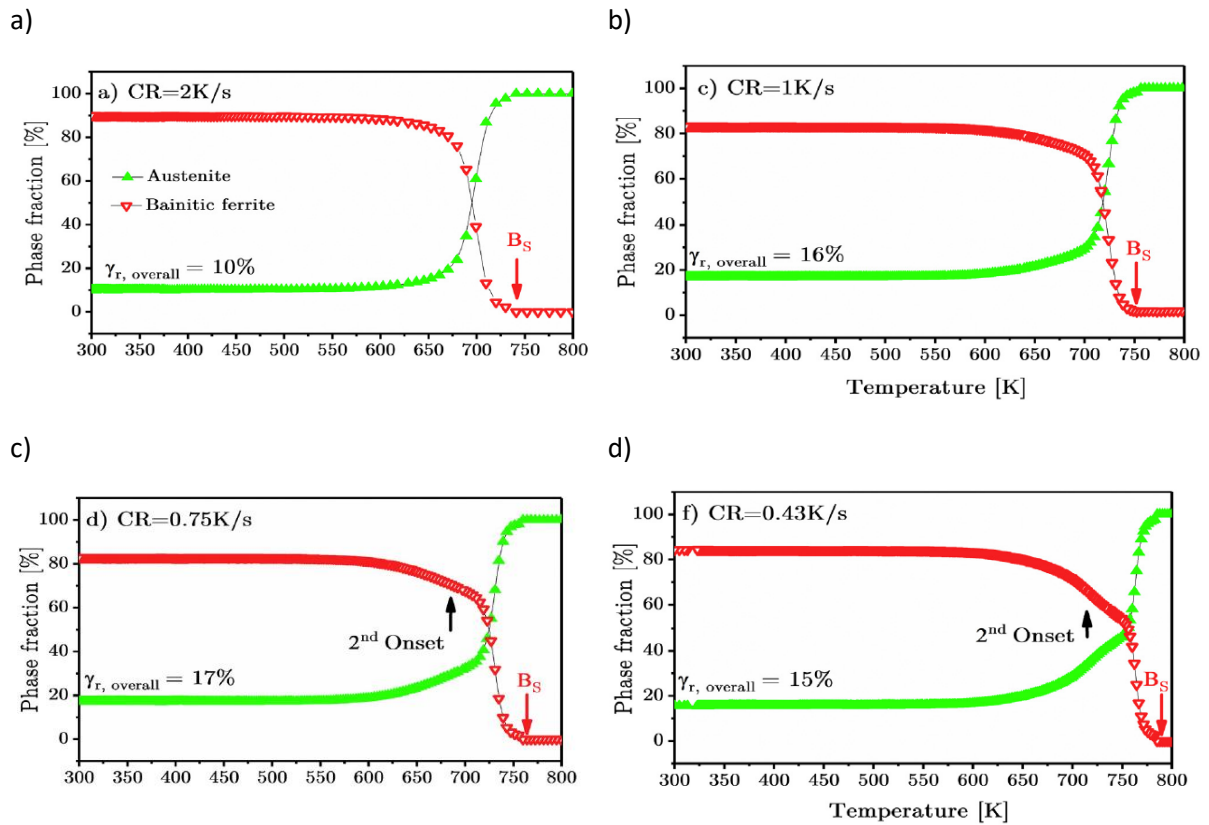 a)
b)
a) CR=2K/s
Phase fraction [%]
100
80
60
40
20
0
Austenite
Bainitic ferrite
γr, overall = 10%
BS
300 350 400 450 500 550 600 650 700 750 800
c) CR=1K/s
Phase fraction [%]
100
80
60
40
20
0
γr, overall = 16%
BS
300 350 400 450 500 550 600 650 700 750 800
Temperature [K]
c)
d)
d) CR=0.75K/s
Phase fraction [%]
100
80
60
40
20
0
2nd Onset
γr, overall = 17%
BS
300 350 400 450 500 550 600 650 700 750 800
f) CR=0.43K/s
Phase fraction [%]
100
80
60
40
20
0
2nd Onset
γr, overall = 15%
BS
300 350 400 450 500 550 600 650 700 750 800
Temperature [K]